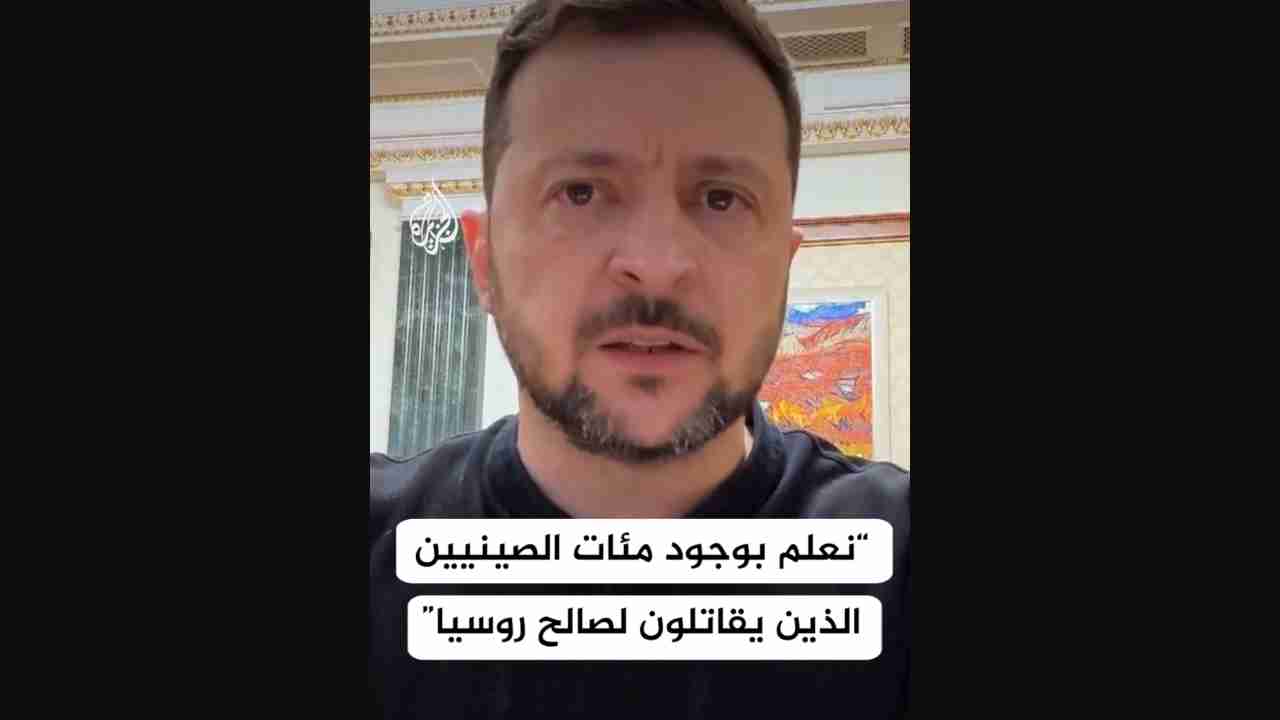 الجزيرة
“نعلم بوجود مئات الصينيين
الذين يقاتلون لصالح روسيا”